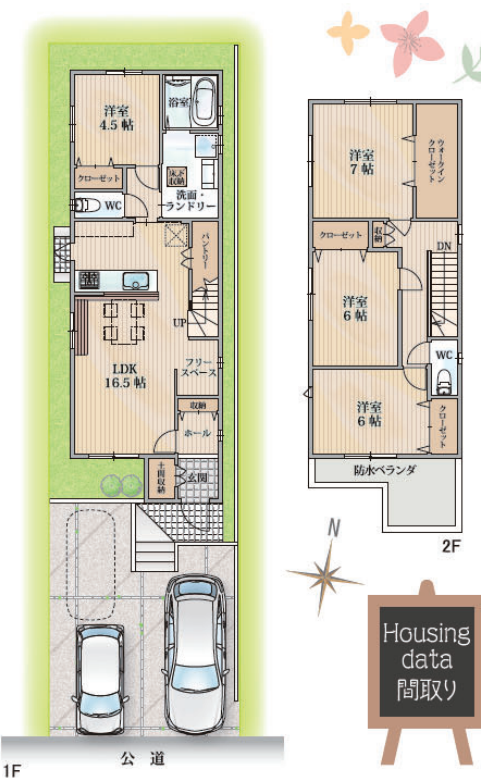 洋室
4.5 帖
浴室
クローゼット
床下
収納
洗面・
ランドリー
WC
パントリー
UP
LDK
16.5 帖
フリー
スペース
収納
ホール
土間
収納
玄関
公 道
1F
洋室
7 帖
ウォークイン
クローゼット
クローゼット
収納
DN
洋室
6 帖
WC
洋室
6 帖
クローゼット
防水ベランダ
2F
N
Housing
data
間取り